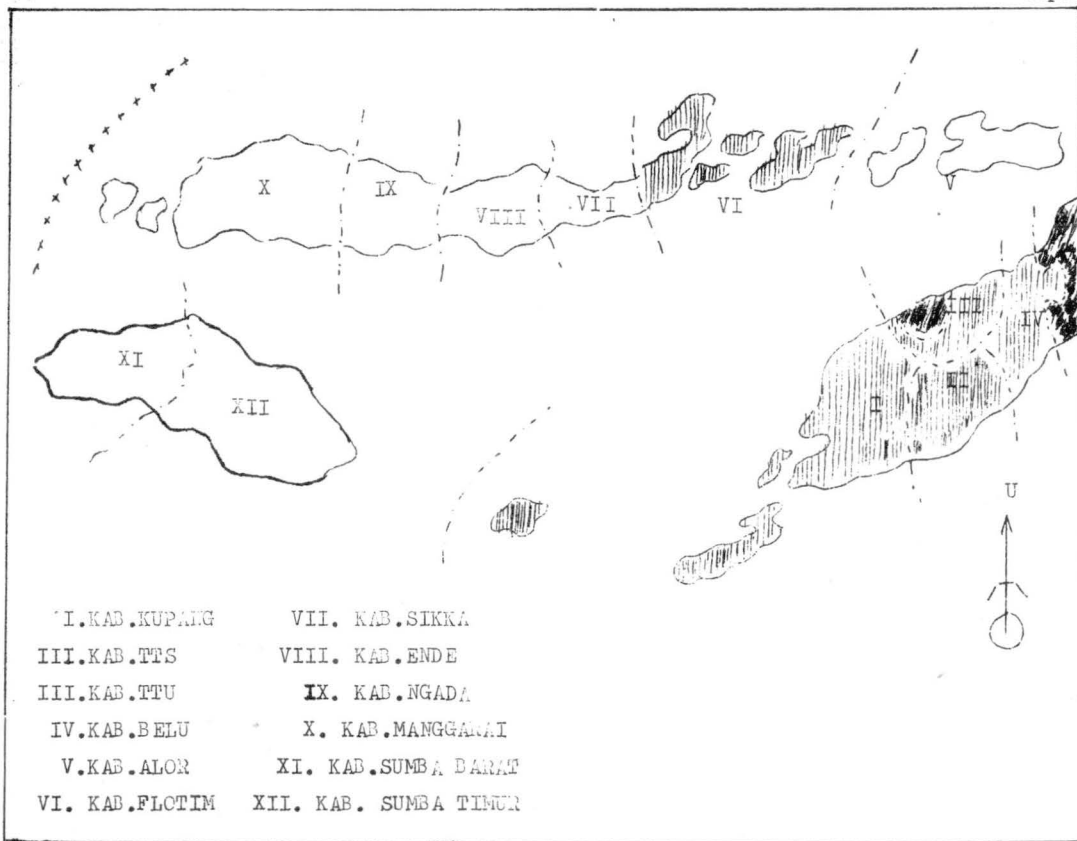 X
IX
VIII
VII
VI
V
XI
XII
III
IV
II
I
U
I.KAB.KUPANG
III.KAB.TTS
III.KAB.TTU
IV.KAB.BELU
V.KAB.ALOR
VI. KAB.FLOTIM
VII. KAB.SIKKA
VIII. KAB.ENDE
IX. KAB.NGADA
X. KAB.MANGGARAI
XI. KAB.SUMBA BARAT
XII. KAB. SUMBA TIMUR